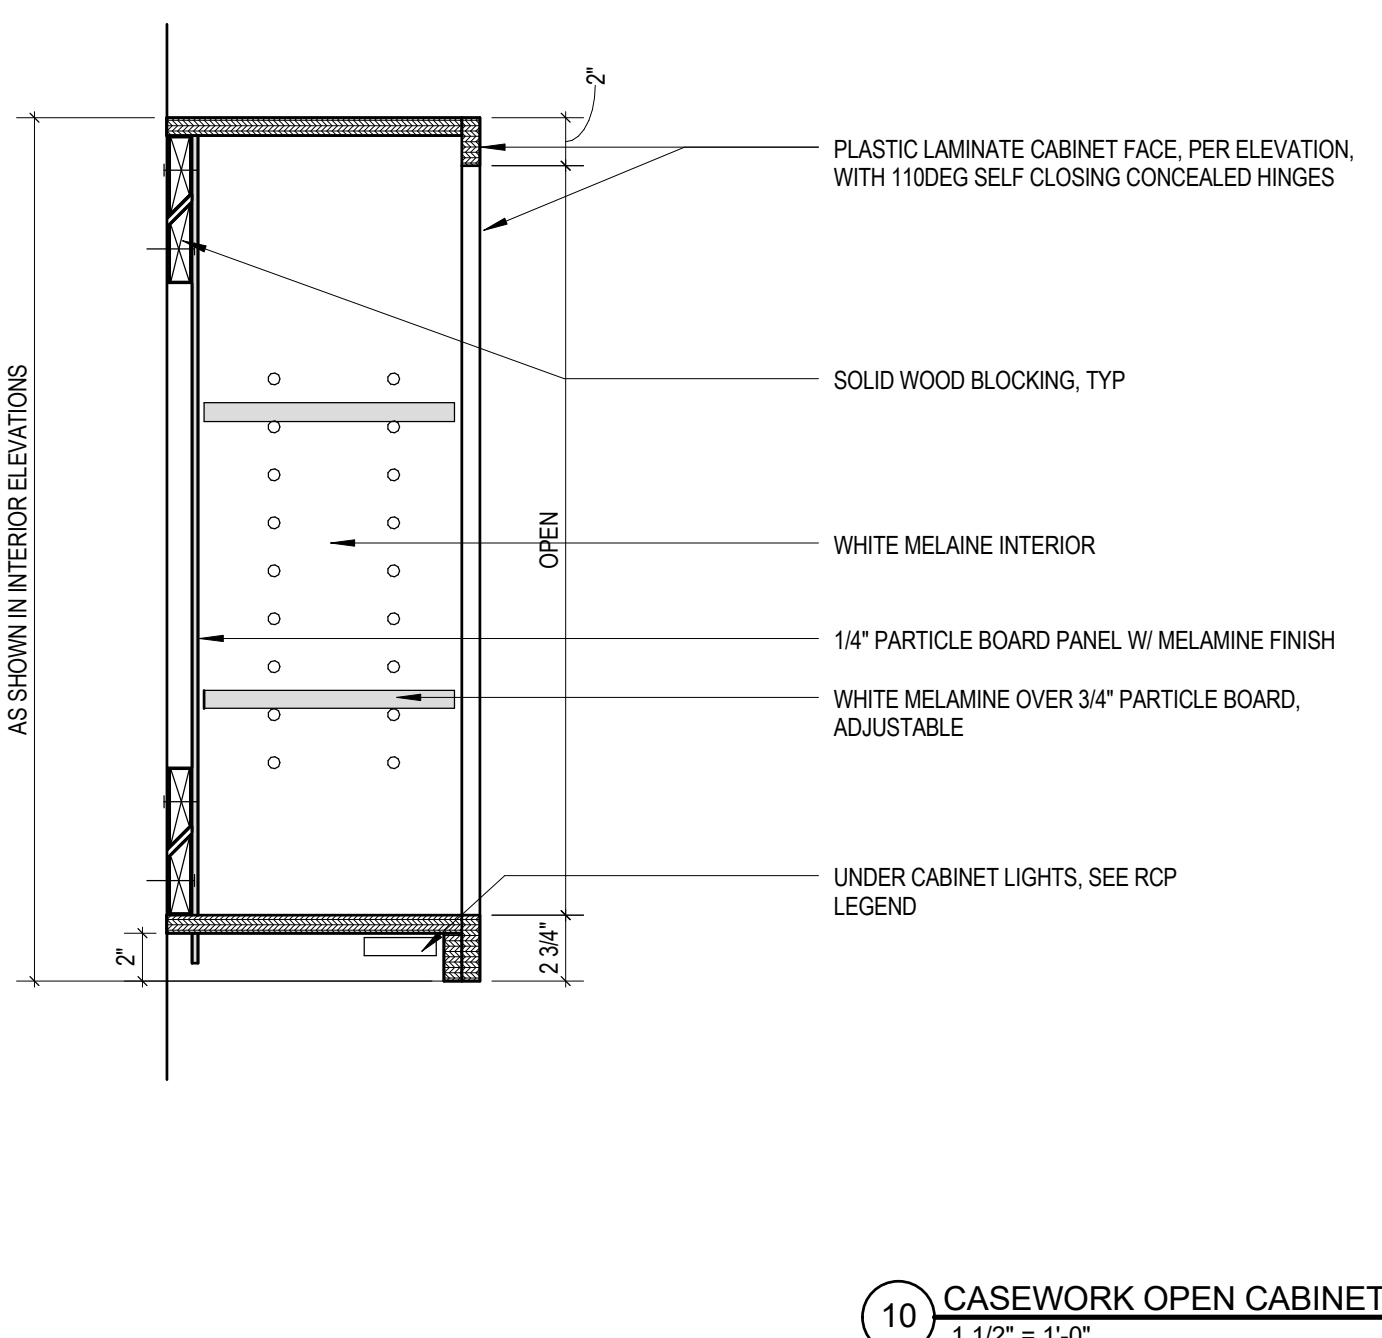 2"
PLASTIC LAMINATE CABINET FACE, PER ELEVATION,
WITH 110DEG SELF CLOSING CONCEALED HINGES
AS SHOWN IN INTERIOR ELEVATIONS
SOLID WOOD BLOCKING, TYP
OPEN
WHITE MELAINE INTERIOR
1/4" PARTICLE BOARD PANEL W/ MELAMINE FINISH
WHITE MELAMINE OVER 3/4" PARTICLE BOARD,
ADJUSTABLE
UNDER CABINET LIGHTS, SEE RCP
LEGEND
2"
2 3/4"
10
CASEWORK OPEN CABINET
1 1/2" = 1'-0"